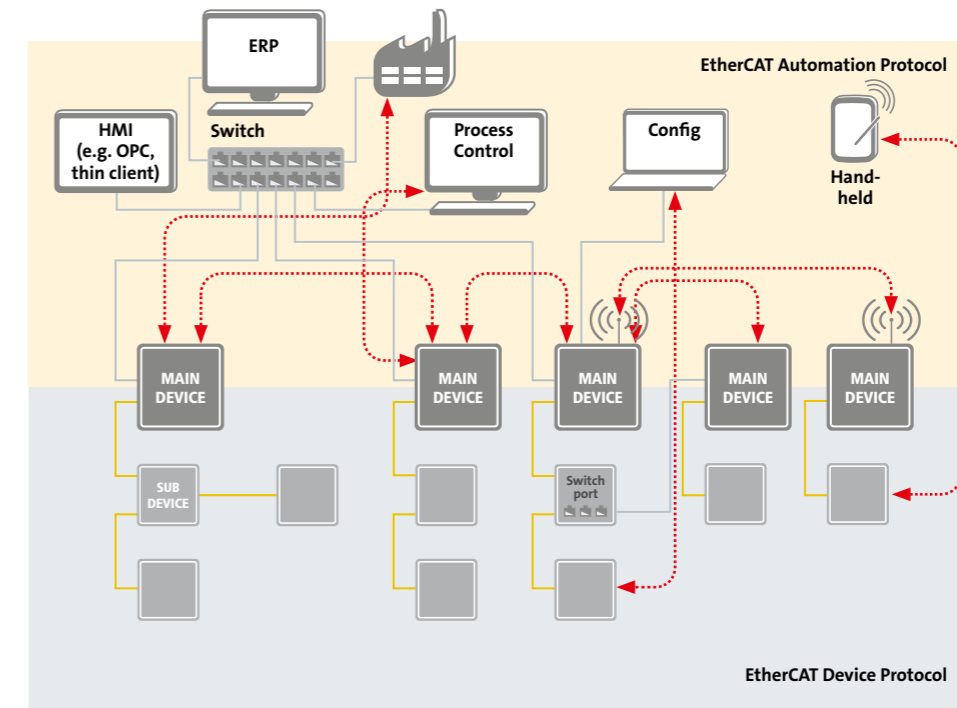 ERP
EtherCAT Automation Protocol
HMI
(e.g. OPC,
thin client)
Switch
Process
Control
Config
Hand-
held
MAIN
DEVICE
MAIN
DEVICE
MAIN
DEVICE
MAIN
DEVICE
MAIN
DEVICE
SUB
DEVICE
Switch
port
EtherCAT Device Protocol